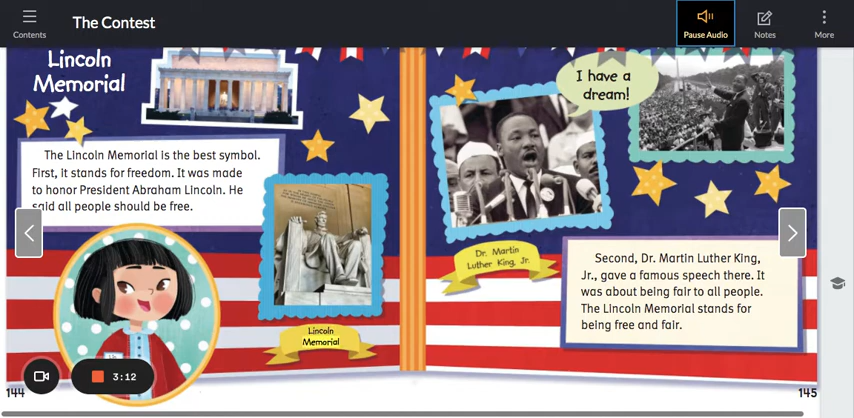 Contents
The Contest
Pause Audio
Notes
More
Lincoln
Memorial
The Lincoln Memorial is the best symbol.
First, it stands for freedom. It was made
to honor President Abraham Lincoln. He
said all people should be free.
Lincoln
Memorial
3:12
144
I have a
dream!
Dr. Martin
Luther King, Jr.
Second, Dr. Martin Luther King,
Jr., gave a famous speech there. It
was about being fair to all people.
The Lincoln Memorial stands for
being free and fair.
145